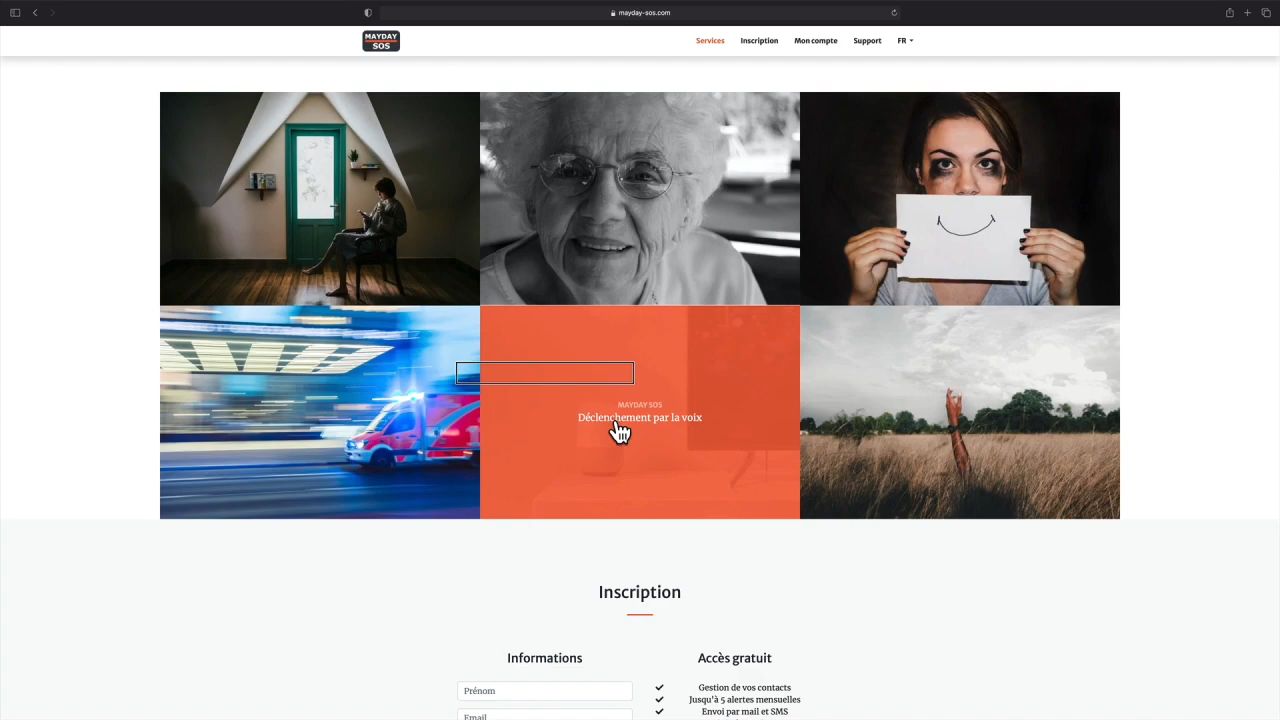 mayday-sos.com
MAYDAY
SOS
Services
Inscription
Mon compte
Support
FR
MAYDAY SOS
Déclenchement par la voix
Inscription
Informations
Accès gratuit
Prénom
Email
Gestion de vos contacts
Jusqu'à 5 alertes mensuelles
Envoi par mail et SMS